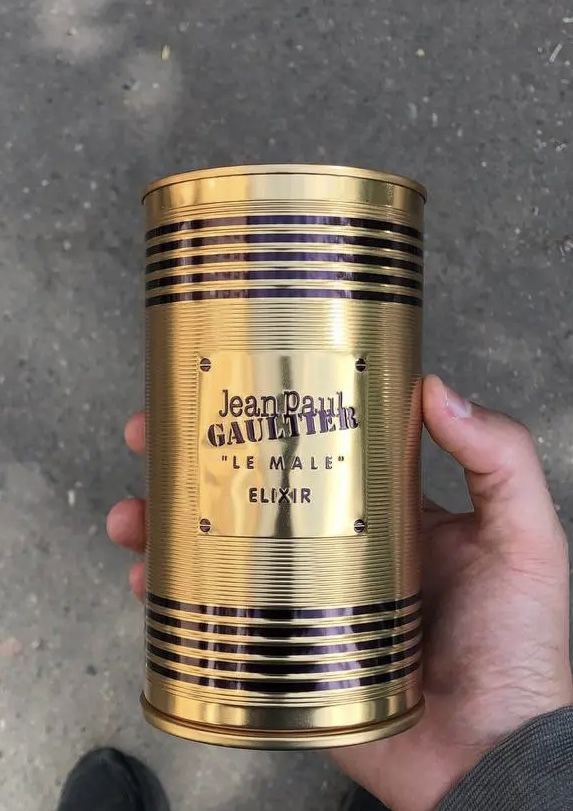 Jean Paul
GAULTIER
"LE MALE"
ELIXIR